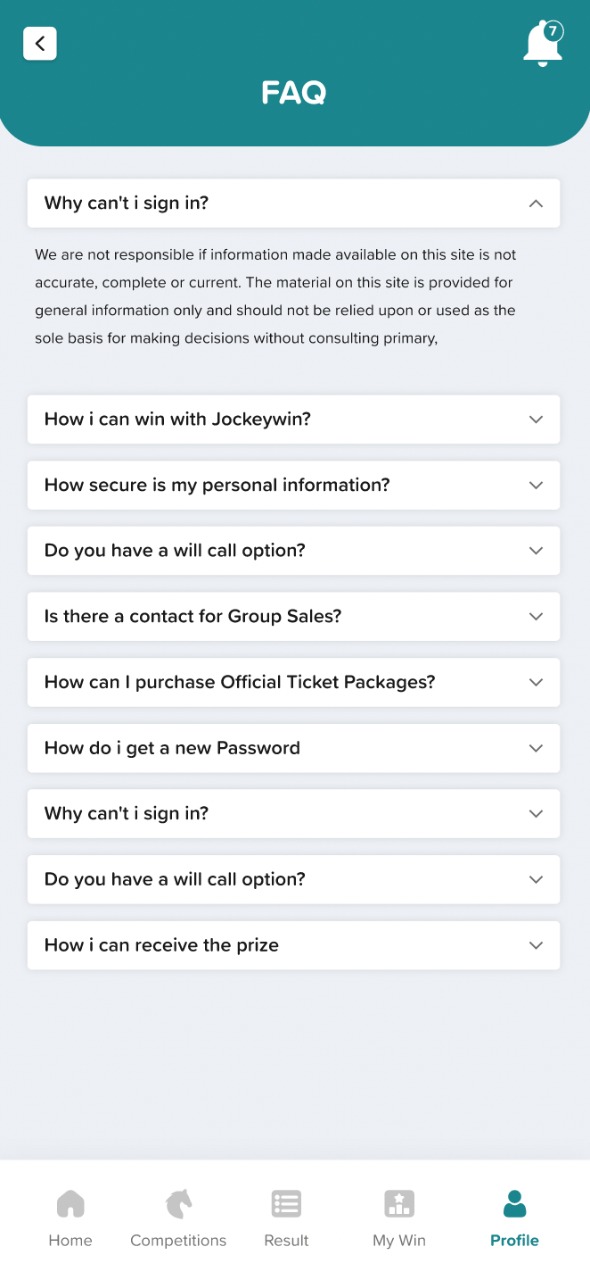 7
FAQ
Why can't i sign in?
We are not responsible if information made available on this site is not
accurate, complete or current. The material on this site is provided for
general information only and should not be relied upon or used as the
sole basis for making decisions without consulting primary,
How i can win with Jockeywin?
How secure is my personal information?
Do you have a will call option?
Is there a contact for Group Sales?
How can I purchase Official Ticket Packages?
How do i get a new Password
Why can't i sign in?
Do you have a will call option?
How i can receive the prize
Home Competitions Result My Win Profile